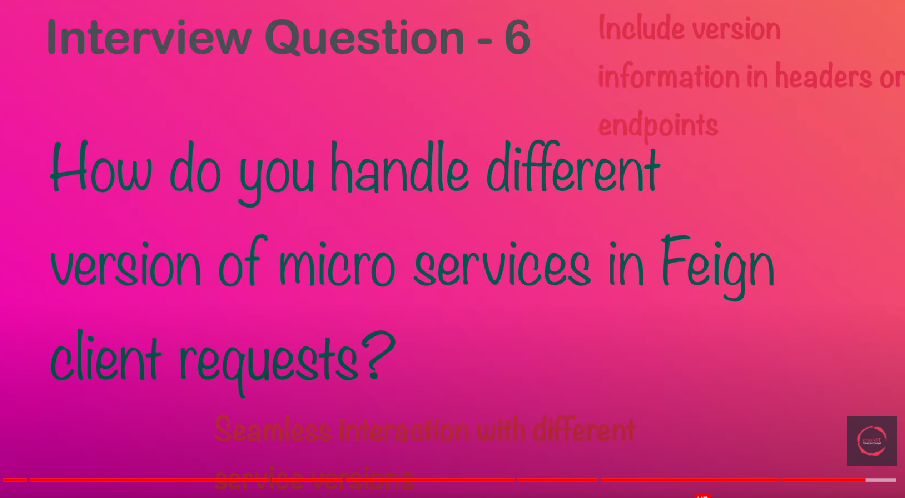 Interview Question - 6
Include version
information in headers or
endpoints
How do you handle different
version of micro services in Feign
client requests?
Seamless interaction with different
service versions